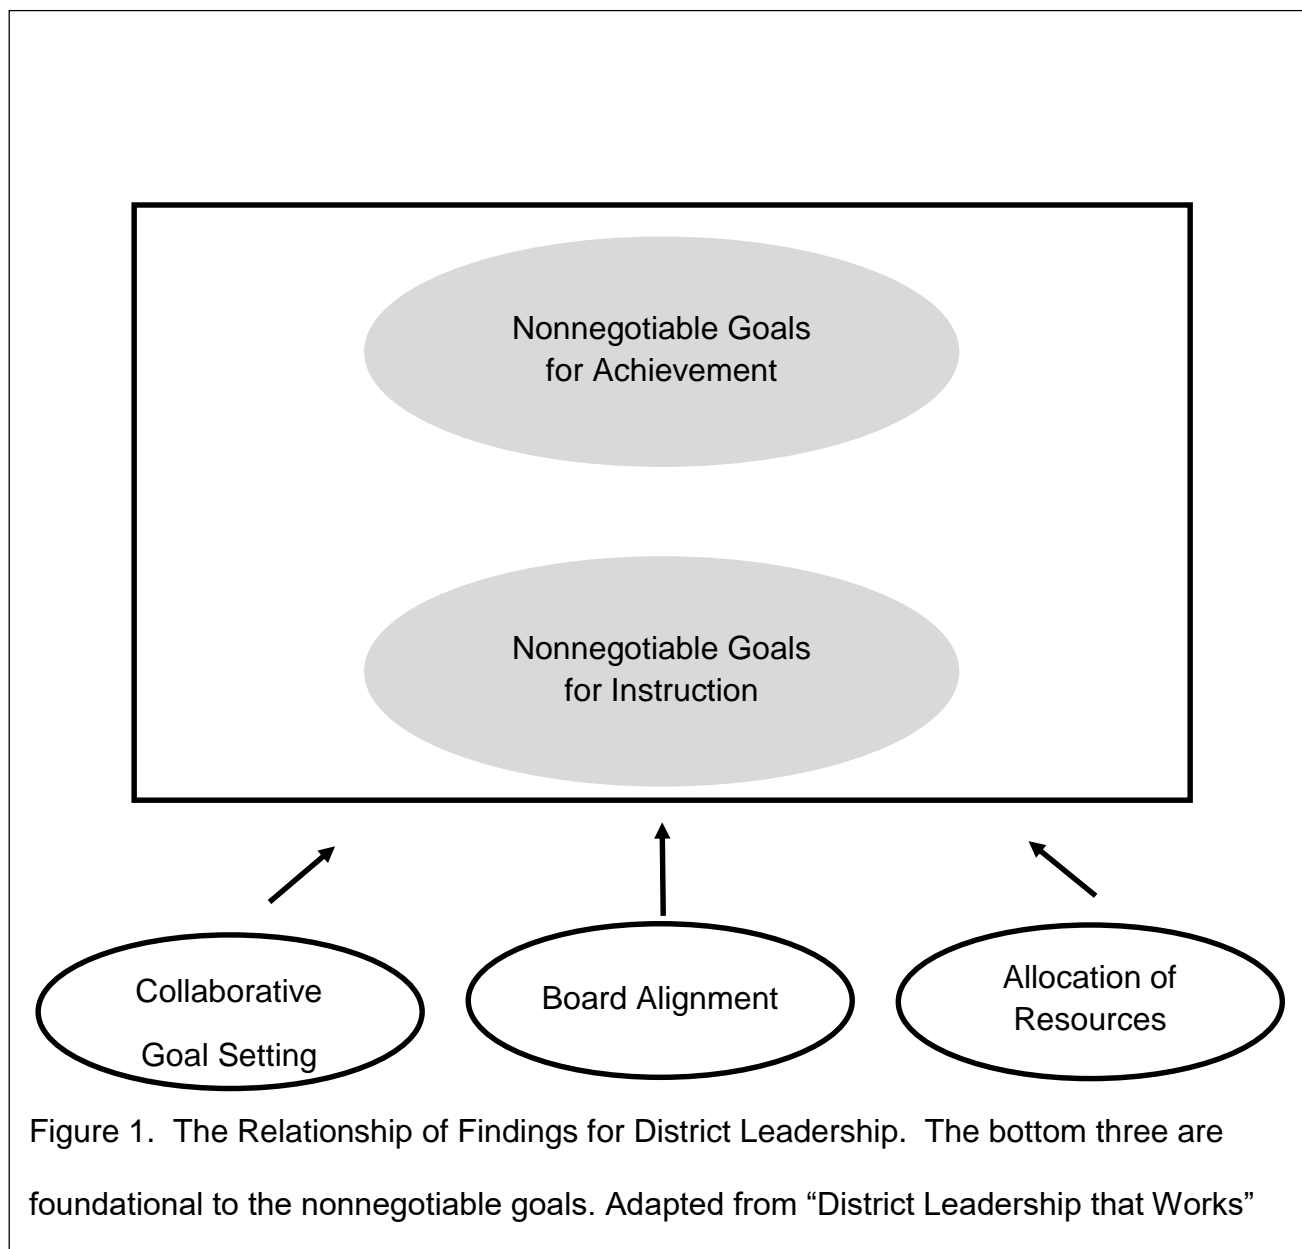 Nonnegotiable Goals
for Achievement
Nonnegotiable Goals
for Instruction
Collaborative
Goal Setting
Board Alignment
Allocation of
Resources
Figure 1.  The Relationship of Findings for District Leadership.  The bottom three are
foundational to the nonnegotiable goals. Adapted from “District Leadership that Works”